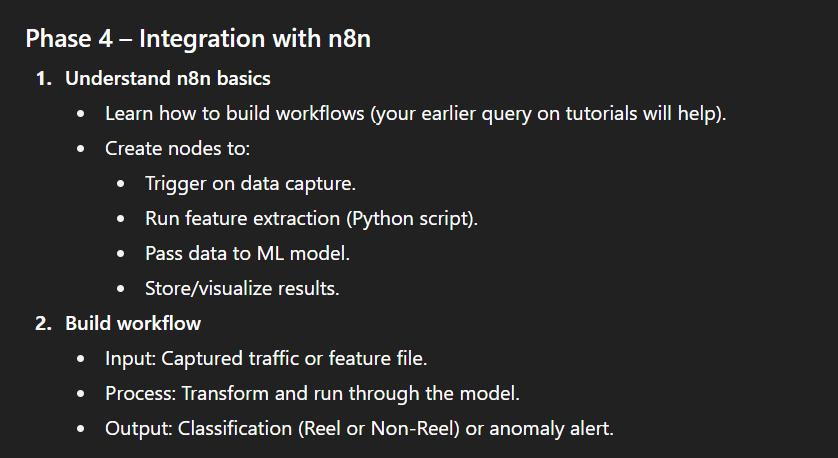 Phase 4 – Integration with n8n
1. Understand n8n basics
• Learn how to build workflows (your earlier query on tutorials will help).
• Create nodes to:
• Trigger on data capture.
• Run feature extraction (Python script).
• Pass data to ML model.
• Store/visualize results.
2. Build workflow
• Input: Captured traffic or feature file.
• Process: Transform and run through the model.
• Output: Classification (Reel or Non-Reel) or anomaly alert.